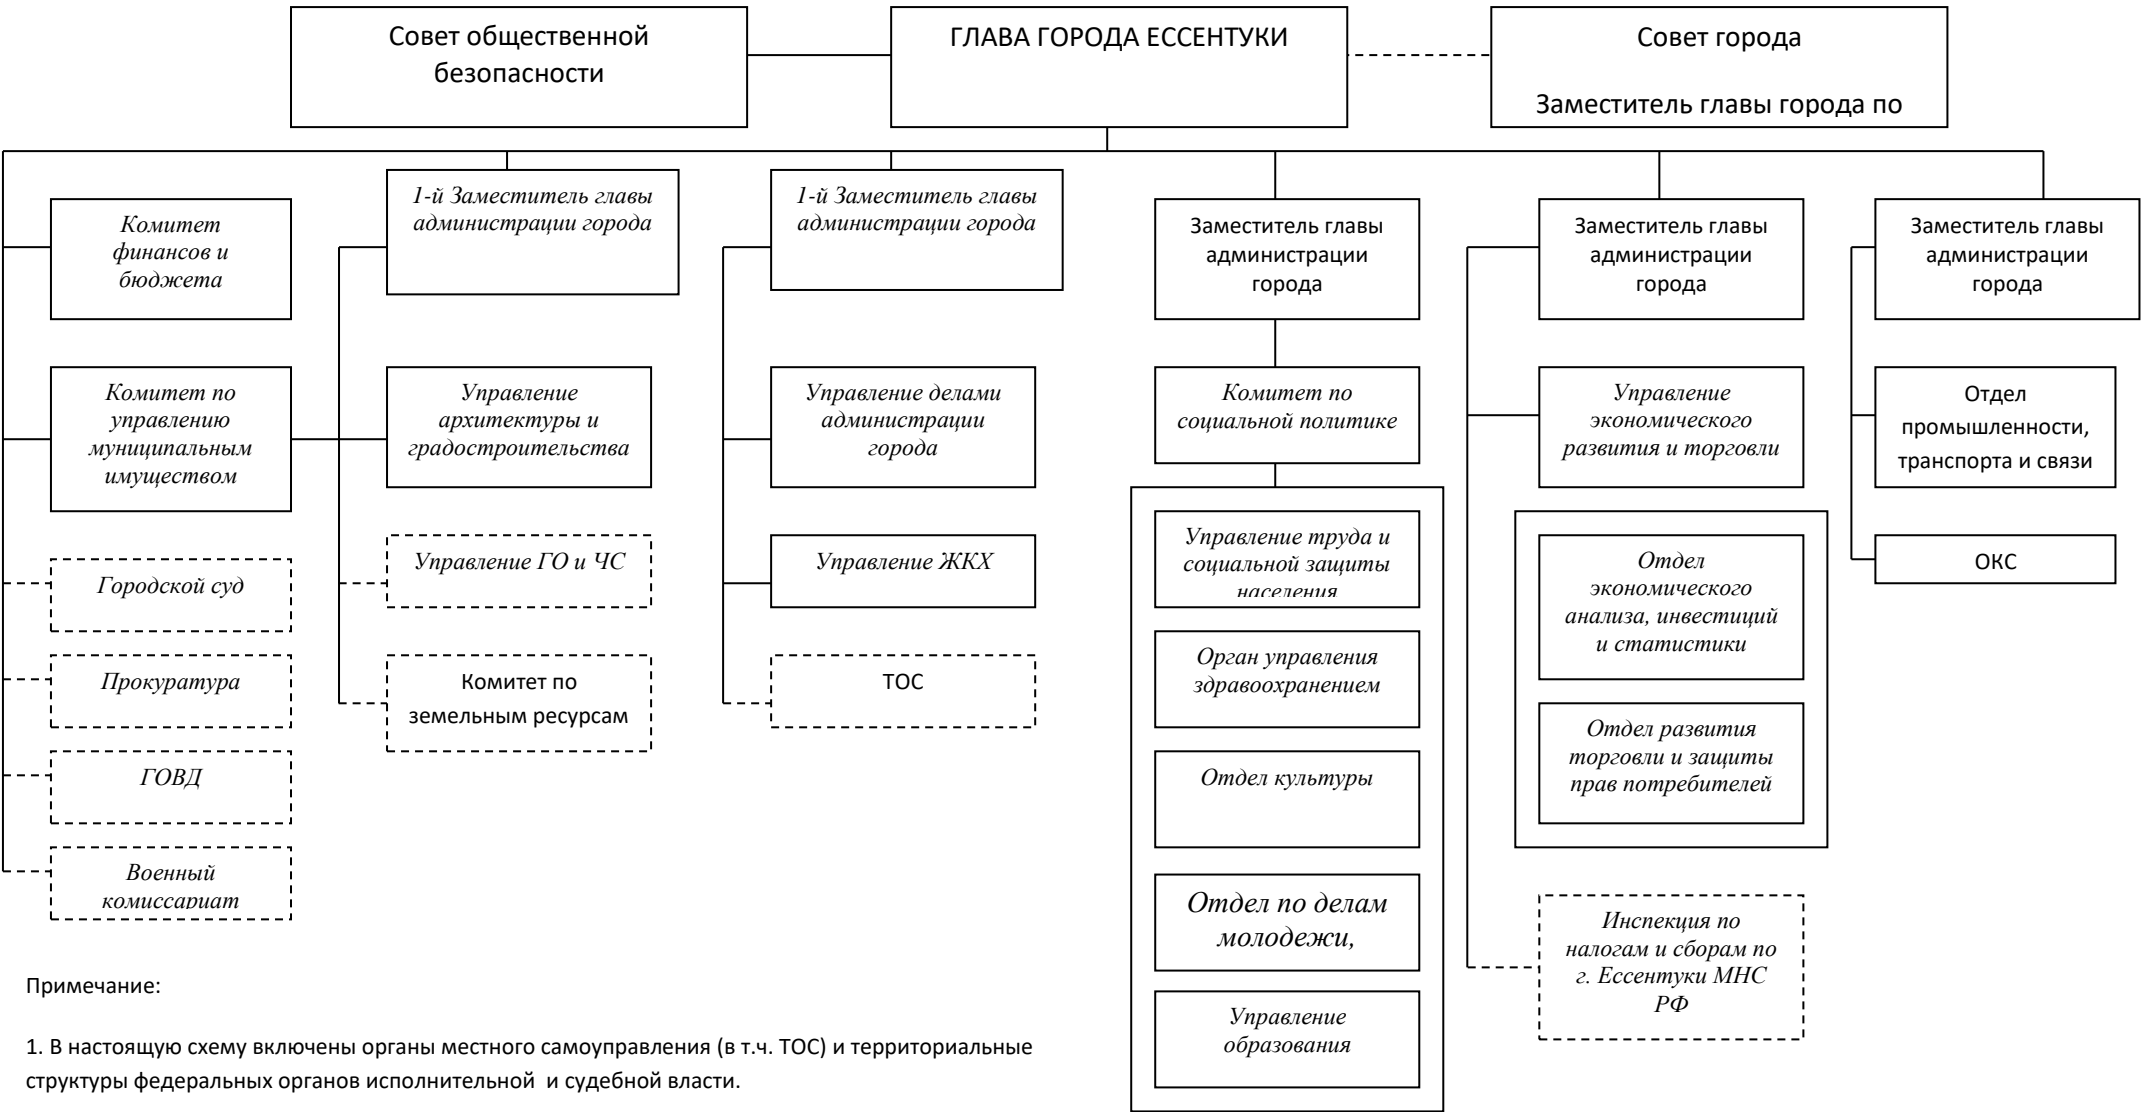 Совет общественной
безопасности
ГЛАВА ГОРОДА ЕССЕНТУКИ
Совет города
Заместитель главы города по
Комитет
финансов и
бюджета
1-й Заместитель главы
администрации города
1-й Заместитель главы
администрации города
Заместитель главы
администрации
города
Заместитель главы
администрации
города
Заместитель главы
администрации
города
Комитет по
управлению
муниципальным
имуществом
Управление
архитектуры и
градостроительства
Управление делами
администрации
города
Комитет по
социальной политике
Управление
экономического
развития и торговли
Отдел
промышленности,
транспорта и связи
Городской суд
Управление ГО и ЧС
Управление ЖКХ
Управление труда и
социальной защиты
населения
Отдел
экономического
анализа, инвестиций
и статистики
ОКС
Прокуратура
Комитет по
земельным ресурсам
ТОС
Орган управления
здравоохранением
Отдел развития
торговли и защиты
прав потребителей
ГОВД
Отдел культуры
Военный
комиссариат
Отдел по делам
молодежи,
Инспекция по
налогам и сборам по
г. Ессентуки МНС
РФ
Управление
образования
Примечание:
1. В настоящую схему включены органы местного самоуправления (в т.ч. ТОС) и территориальные
структуры федеральных органов исполнительной и судебной власти.